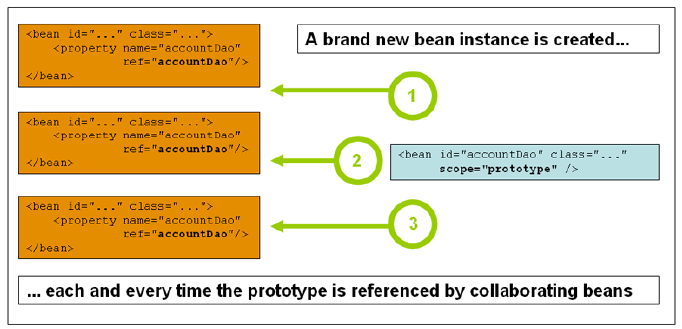 <bean id="..." class="...">
<property name="accountDao"
ref="accountDao"/>
</bean>
A brand new bean instance is created...
1
<bean id="..." class="...">
<property name="accountDao"
ref="accountDao"/>
</bean>
2
<bean id="accountDao" class="..."
scope="prototype" />
<bean id="..." class="...">
<property name="accountDao"
ref="accountDao"/>
</bean>
3
... each and every time the prototype is referenced by collaborating beans